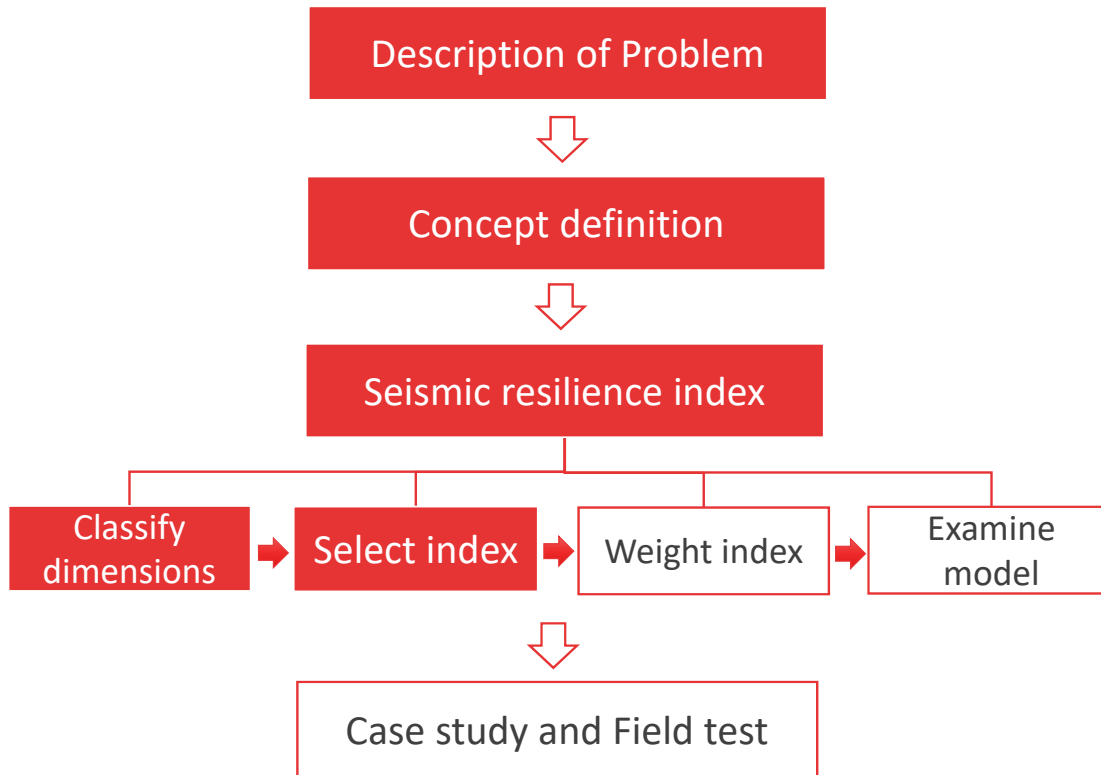 Description of Problem
Concept definition
Seismic resilience index
Classify
dimensions
Select index
Weight index
Examine
model
Case study and Field test